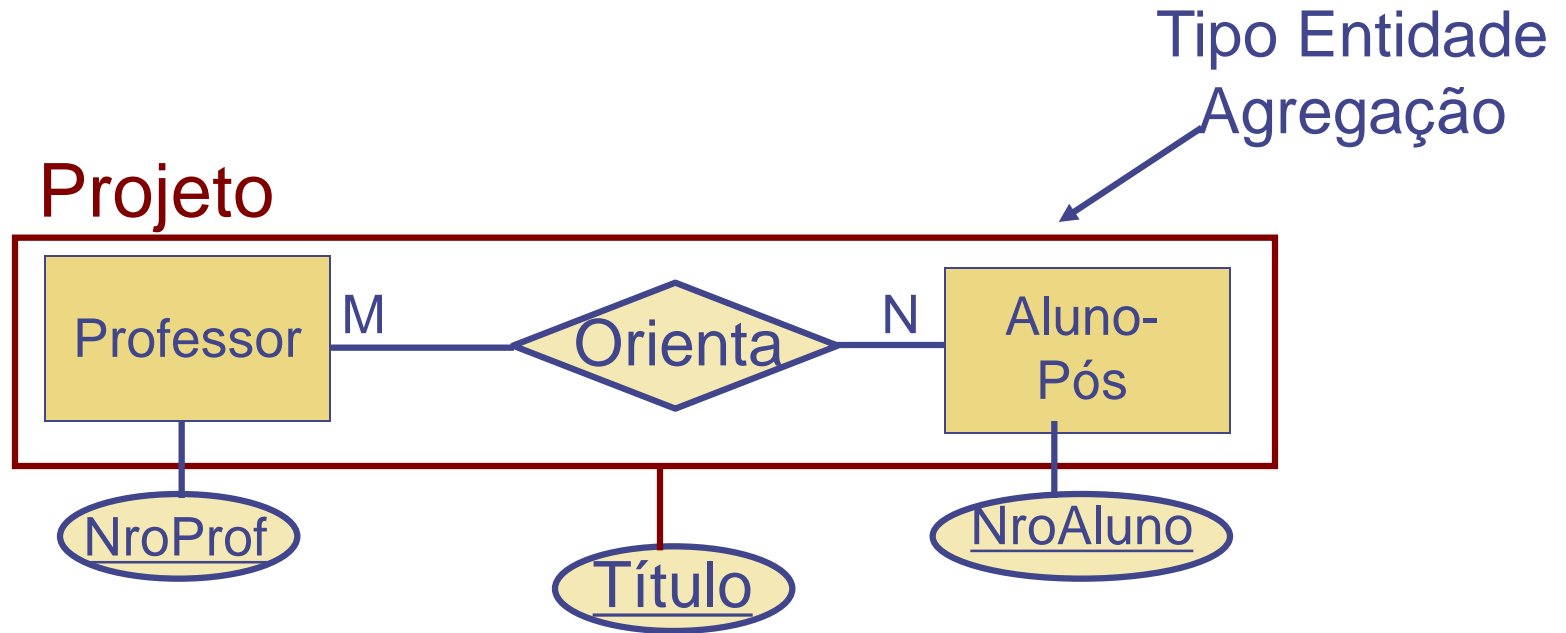 Tipo Entidade
Agregação
Projeto
Professor
M
Orienta
N
Aluno-
Pós
NroProf
Título
NroAluno